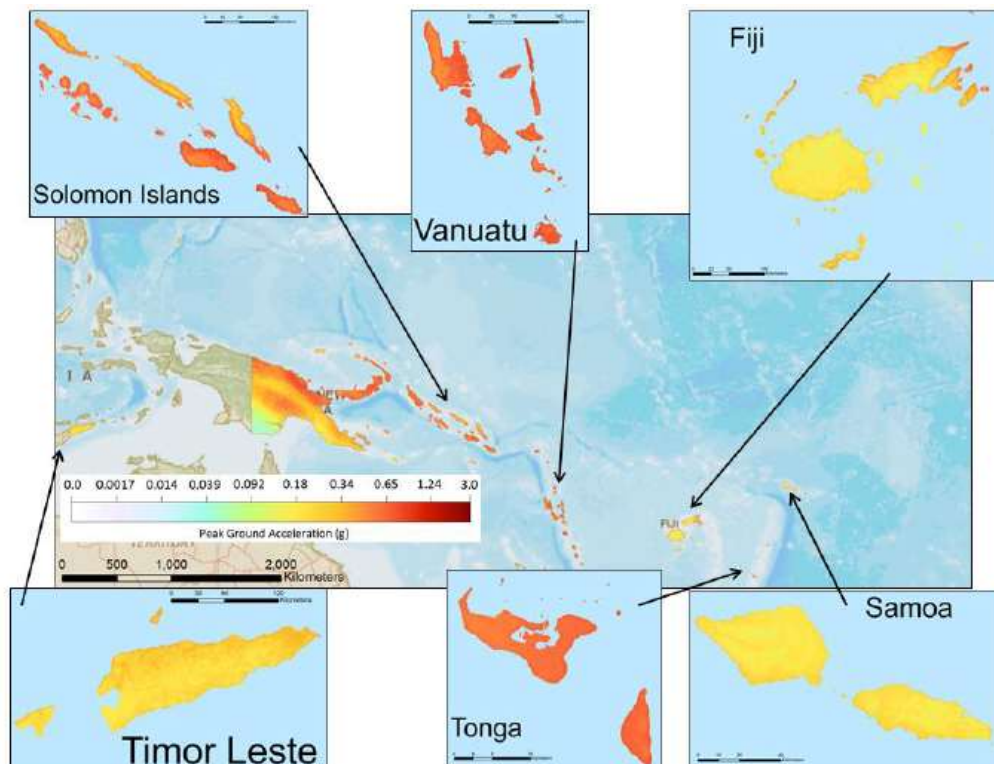 Solomon Islands
Vanuatu
Fiji
I A
FIJI
0.0 0.0017 0.014 0.039 0.092 0.18 0.34 0.65 1.24 3.0
Peak Ground Acceleration (g)
0 500 1,000 2,000
Kilometers
Timor Leste
Tonga
Samoa